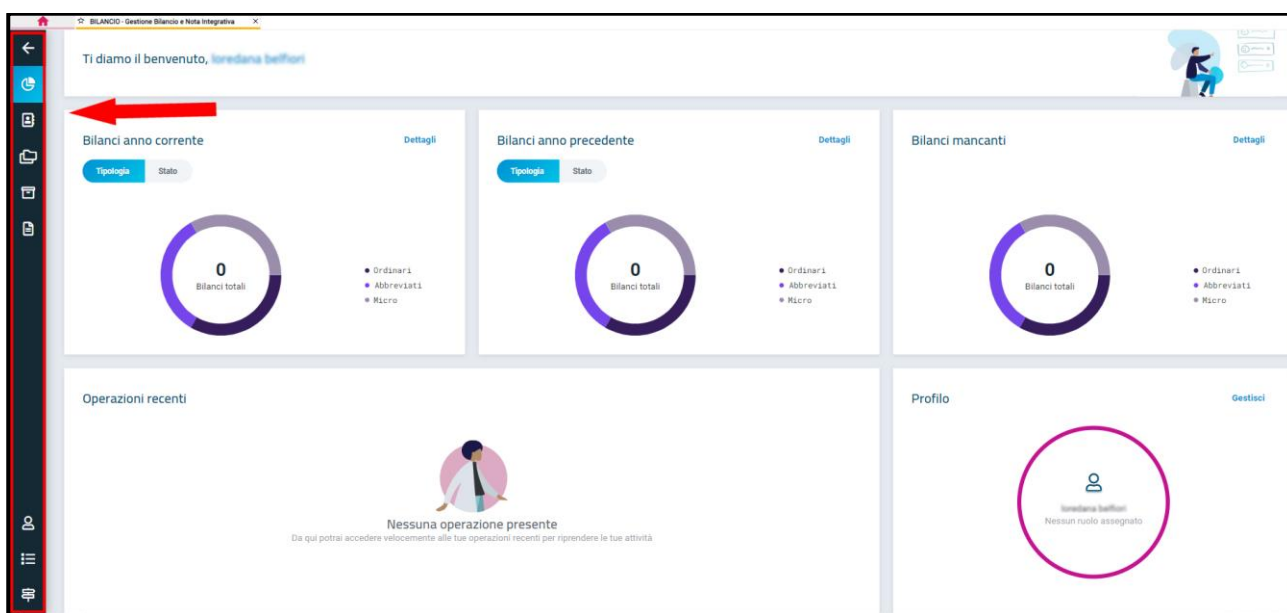 BILANCIO - Gestione Bilancio e Nota Integrativa X
Ti diamo il benvenuto,
Bilanci anno corrente
Dettagli
Tipologia Stato
0
Bilanci totali
Ordinari
Abbreviati
Micro
Bilanci anno precedente
Dettagli
Tipologia Stato
0
Bilanci totali
Ordinari
Abbreviati
Micro
Bilanci mancanti
Dettagli
0
Bilanci totali
Ordinari
Abbreviati
Micro
Operazioni recenti
Nessuna operazione presente
Da qui potrai accedere velocemente alle tue operazioni recenti per riprendere le tue attività
Profilo
Gestisci
Nessun ruolo assegnato